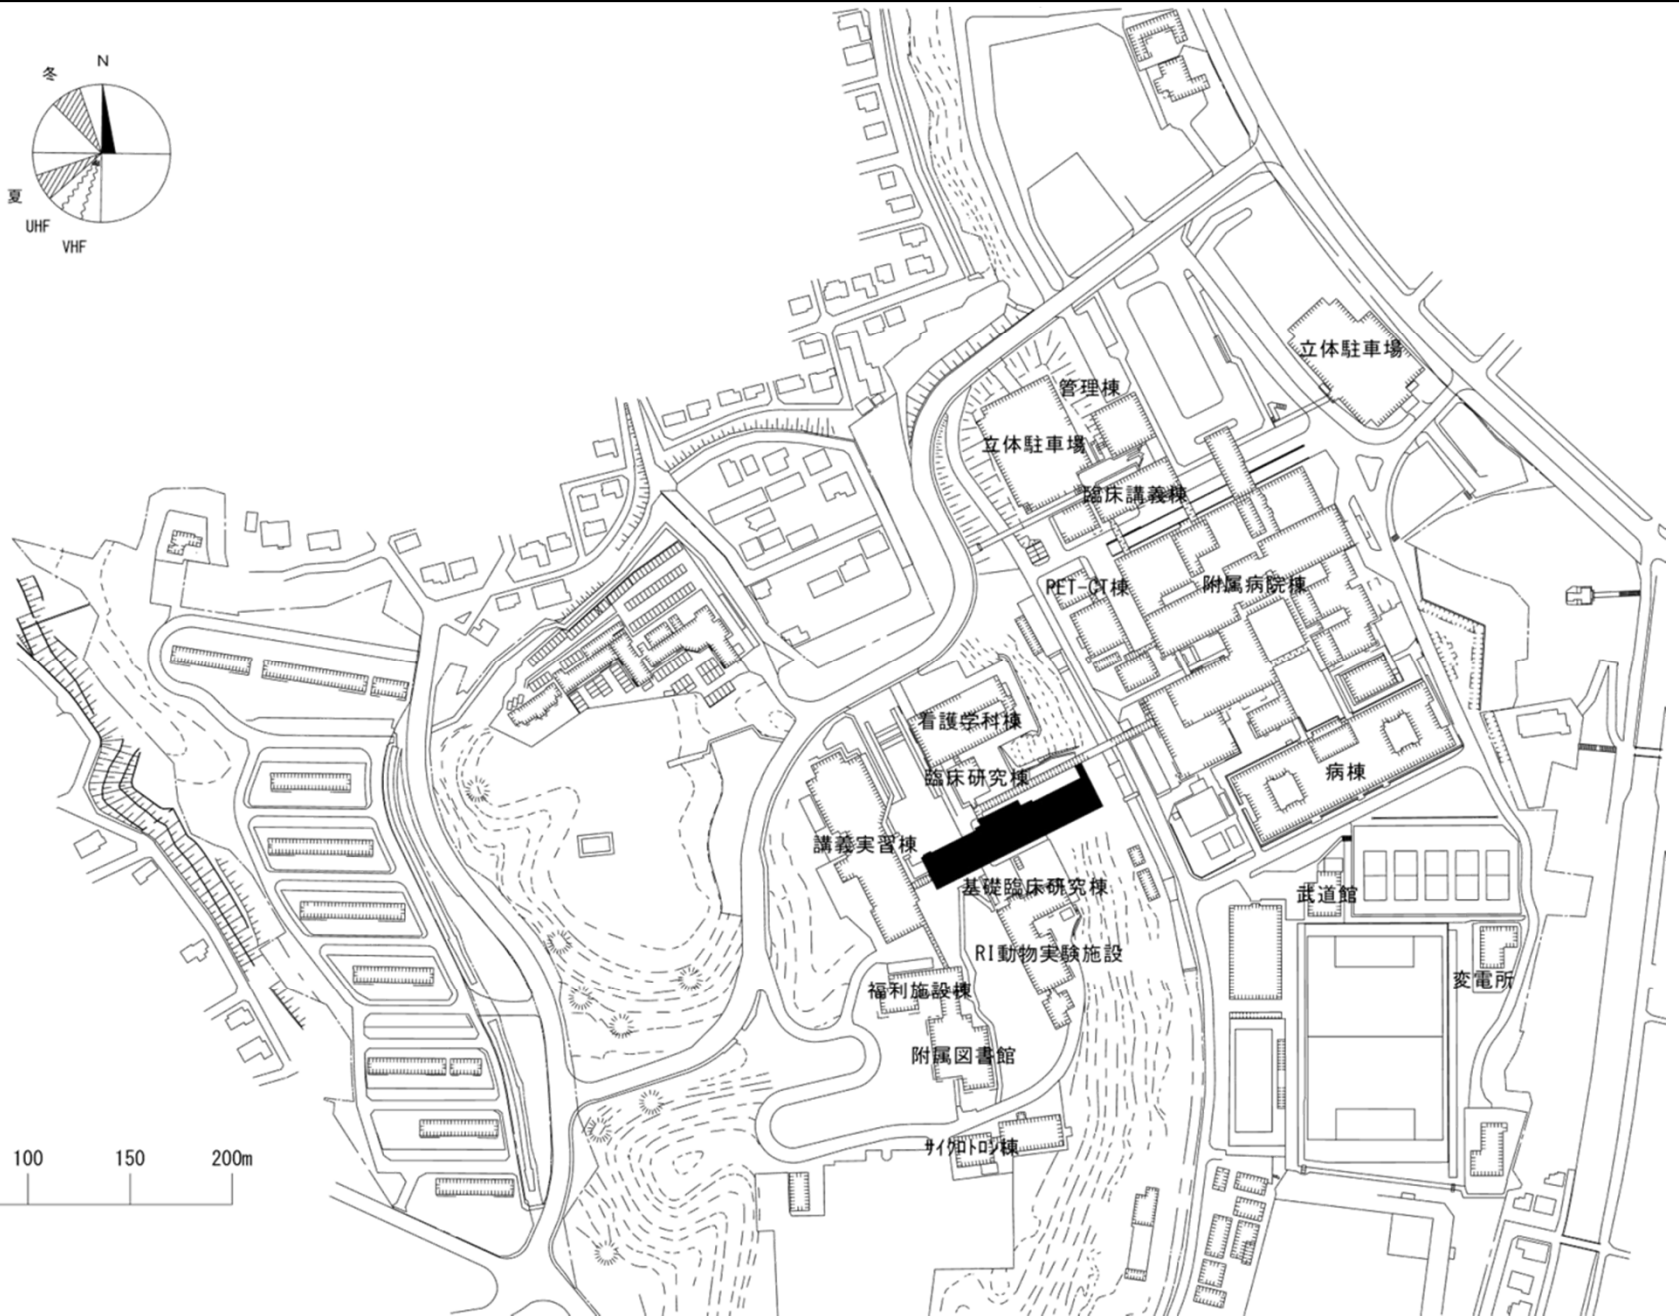 N
冬
夏
UHF
VHF
立体駐車場
管理棟
立体駐車場
臨床講義棟
PET-CT棟
附属病院棟
看護学科棟
臨床研究棟
病棟
講義実習棟
基礎臨床研究棟
武道館
RI動物実験施設
変電所
福利施設棟
附属図書館
サイクロトロン棟
100 150 200m